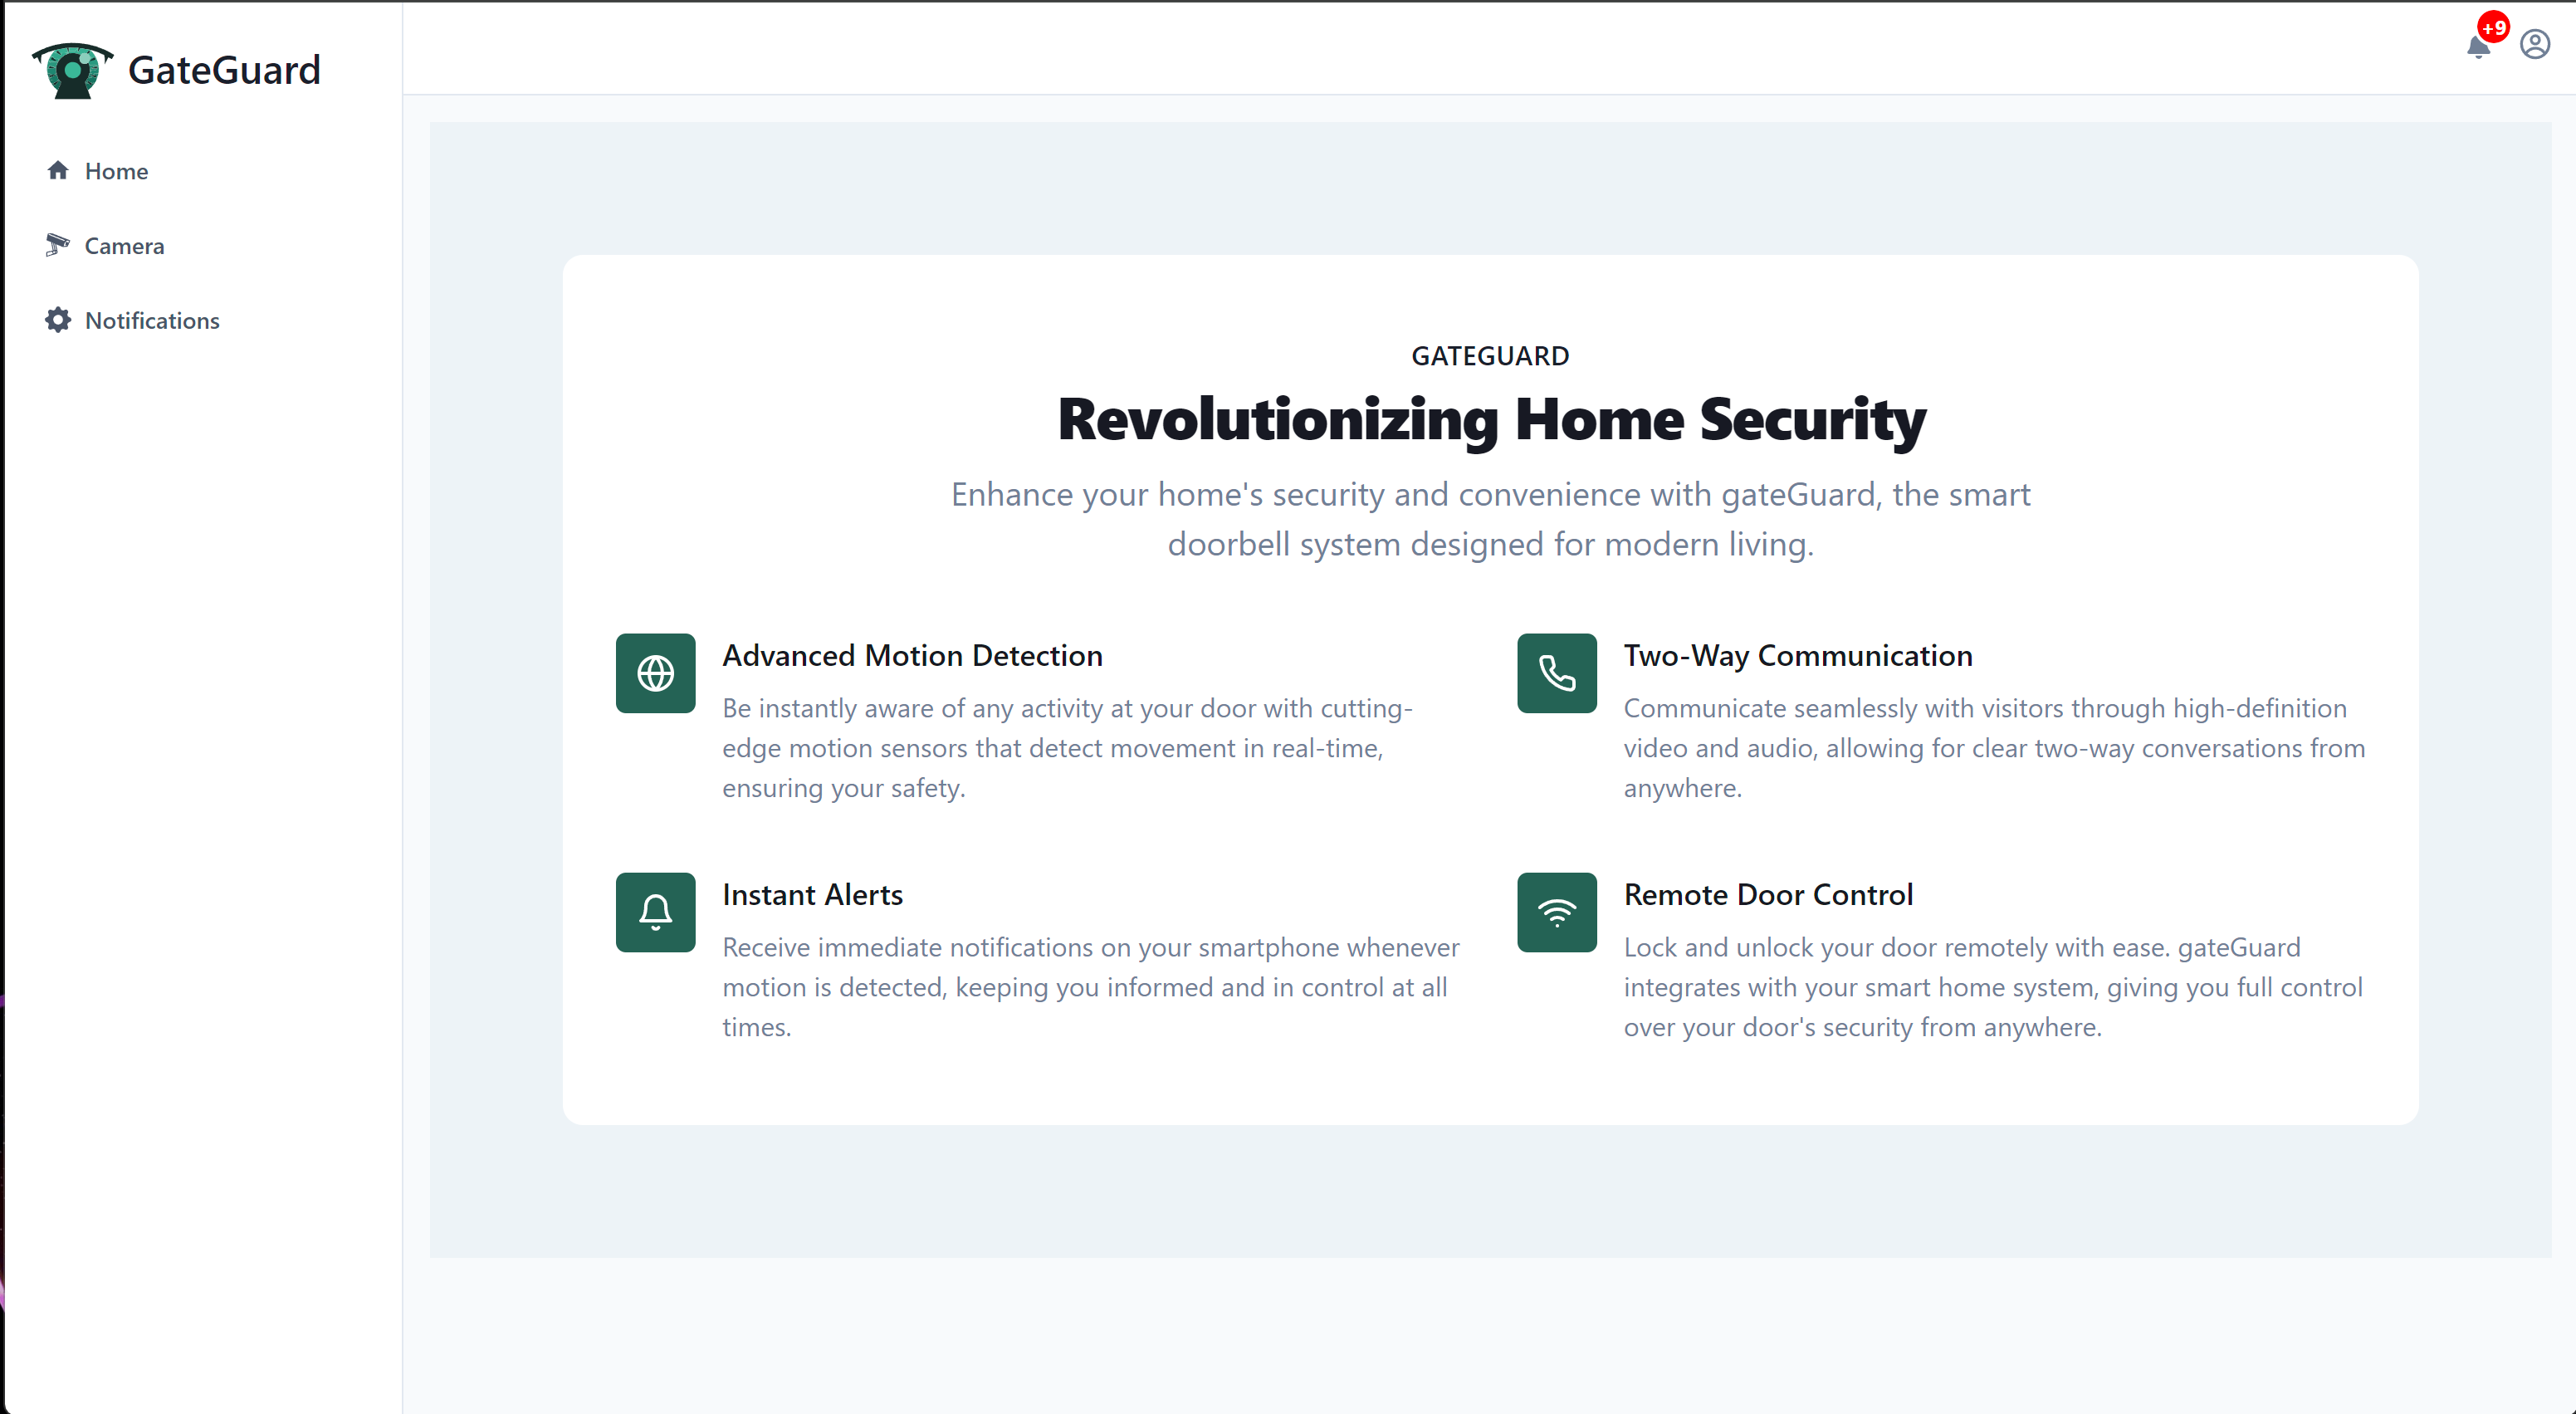 GateGuard
Home
Camera
Notifications
+9
GATEGUARD
Revolutionizing Home Security
Enhance your home's security and convenience with gateGuard, the smart
doorbell system designed for modern living.
Advanced Motion Detection
Be instantly aware of any activity at your door with cutting-
edge motion sensors that detect movement in real-time,
ensuring your safety.
Two-Way Communication
Communicate seamlessly with visitors through high-definition
video and audio, allowing for clear two-way conversations from
anywhere.
Instant Alerts
Receive immediate notifications on your smartphone whenever
motion is detected, keeping you informed and in control at all
times.
Remote Door Control
Lock and unlock your door remotely with ease. gateGuard
integrates with your smart home system, giving you full control
over your door's security from anywhere.